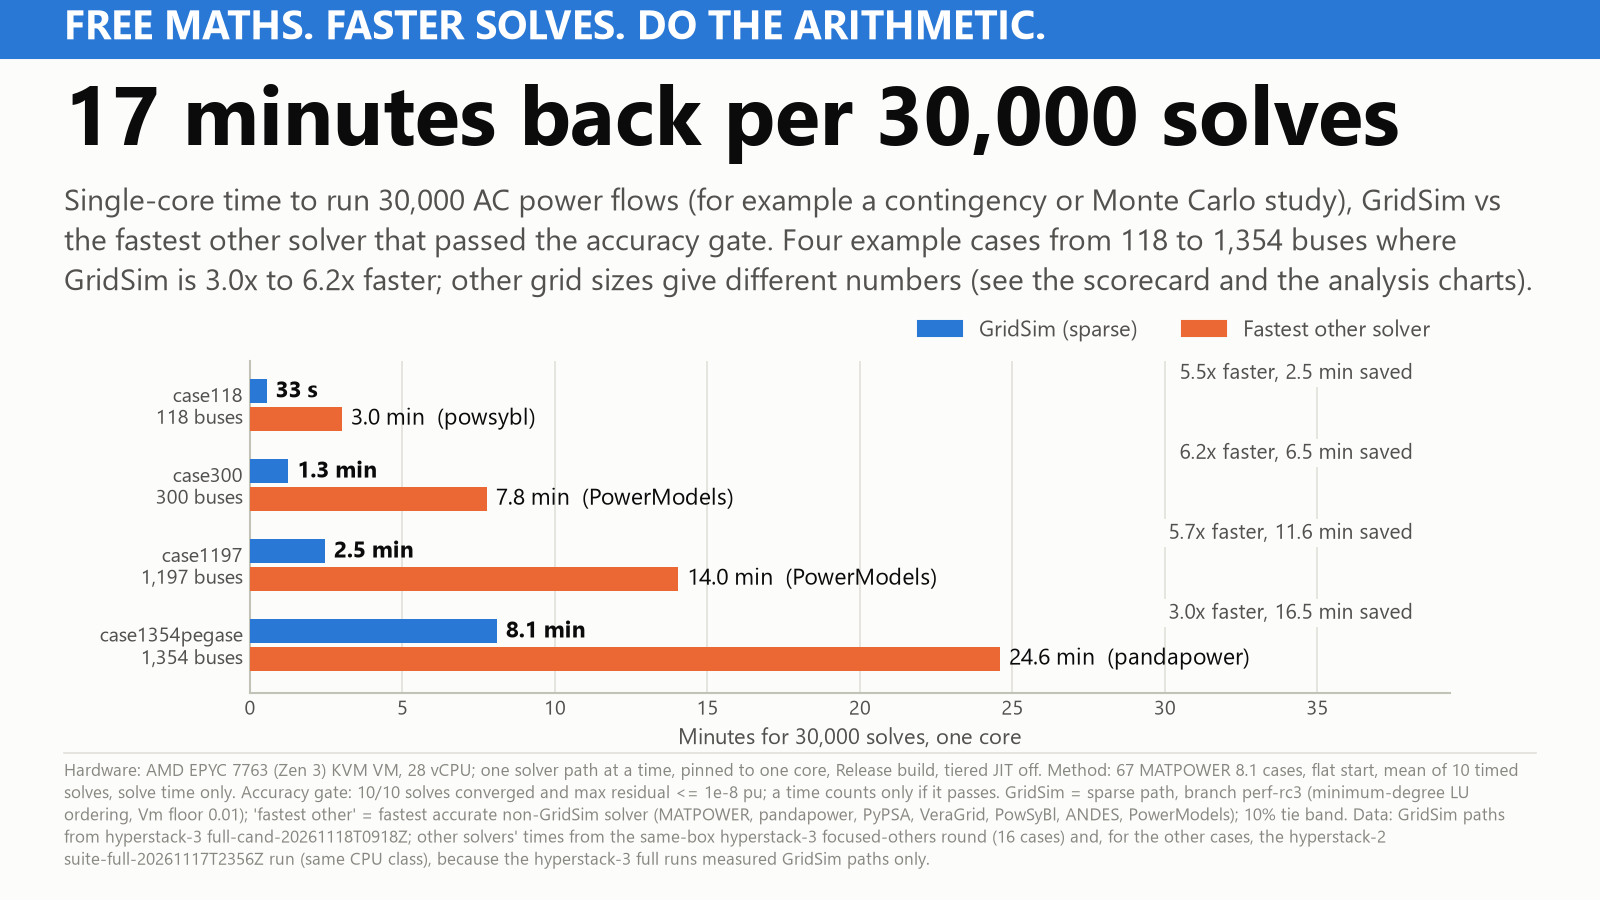 FREE MATHS. FASTER SOLVES. DO THE ARITHMETIC.
17 minutes back per 30,000 solves
Single-core time to run 30,000 AC power flows (for example a contingency or Monte Carlo study), GridSim vs
the fastest other solver that passed the accuracy gate. Four example cases from 118 to 1,354 buses where
GridSim is 3.0x to 6.2x faster; other grid sizes give different numbers (see the scorecard and the analysis charts).
GridSim (sparse) Fastest other solver
5.5x faster, 2.5 min saved
case118
118 buses
33 s
3.0 min (powsybl)
6.2x faster, 6.5 min saved
case300
300 buses
1.3 min
7.8 min (PowerModels)
5.7x faster, 11.6 min saved
case1197
1,197 buses
2.5 min
14.0 min (PowerModels)
3.0x faster, 16.5 min saved
case1354pegase
1,354 buses
8.1 min
24.6 min (pandapower)
0 5 10 15 20 25 30 35
Minutes for 30,000 solves, one core
Hardware: AMD EPYC 7763 (Zen 3) KVM VM, 28 vCPU; one solver path at a time, pinned to one core, Release build, tiered JIT off. Method: 67 MATPOWER 8.1 cases, flat start, mean of 10 timed
solves, solve time only. Accuracy gate: 10/10 solves converged and max residual <= 1e-8 pu; a time counts only if it passes. GridSim = sparse path, branch perf-rc3 (minimum-degree LU
ordering, Vm floor 0.01); 'fastest other' = fastest accurate non-GridSim solver (MATPOWER, pandapower, PyPSA, VeraGrid, PowSyBl, ANDES, PowerModels); 10% tie band. Data: GridSim paths
from hyperstack-3 full-cand-20261118T0918Z; other solvers' times from the same-box hyperstack-3 focused-others round (16 cases) and, for the other cases, the hyperstack-2
suite-full-20261117T2356Z run (same CPU class), because the hyperstack-3 full runs measured GridSim paths only.